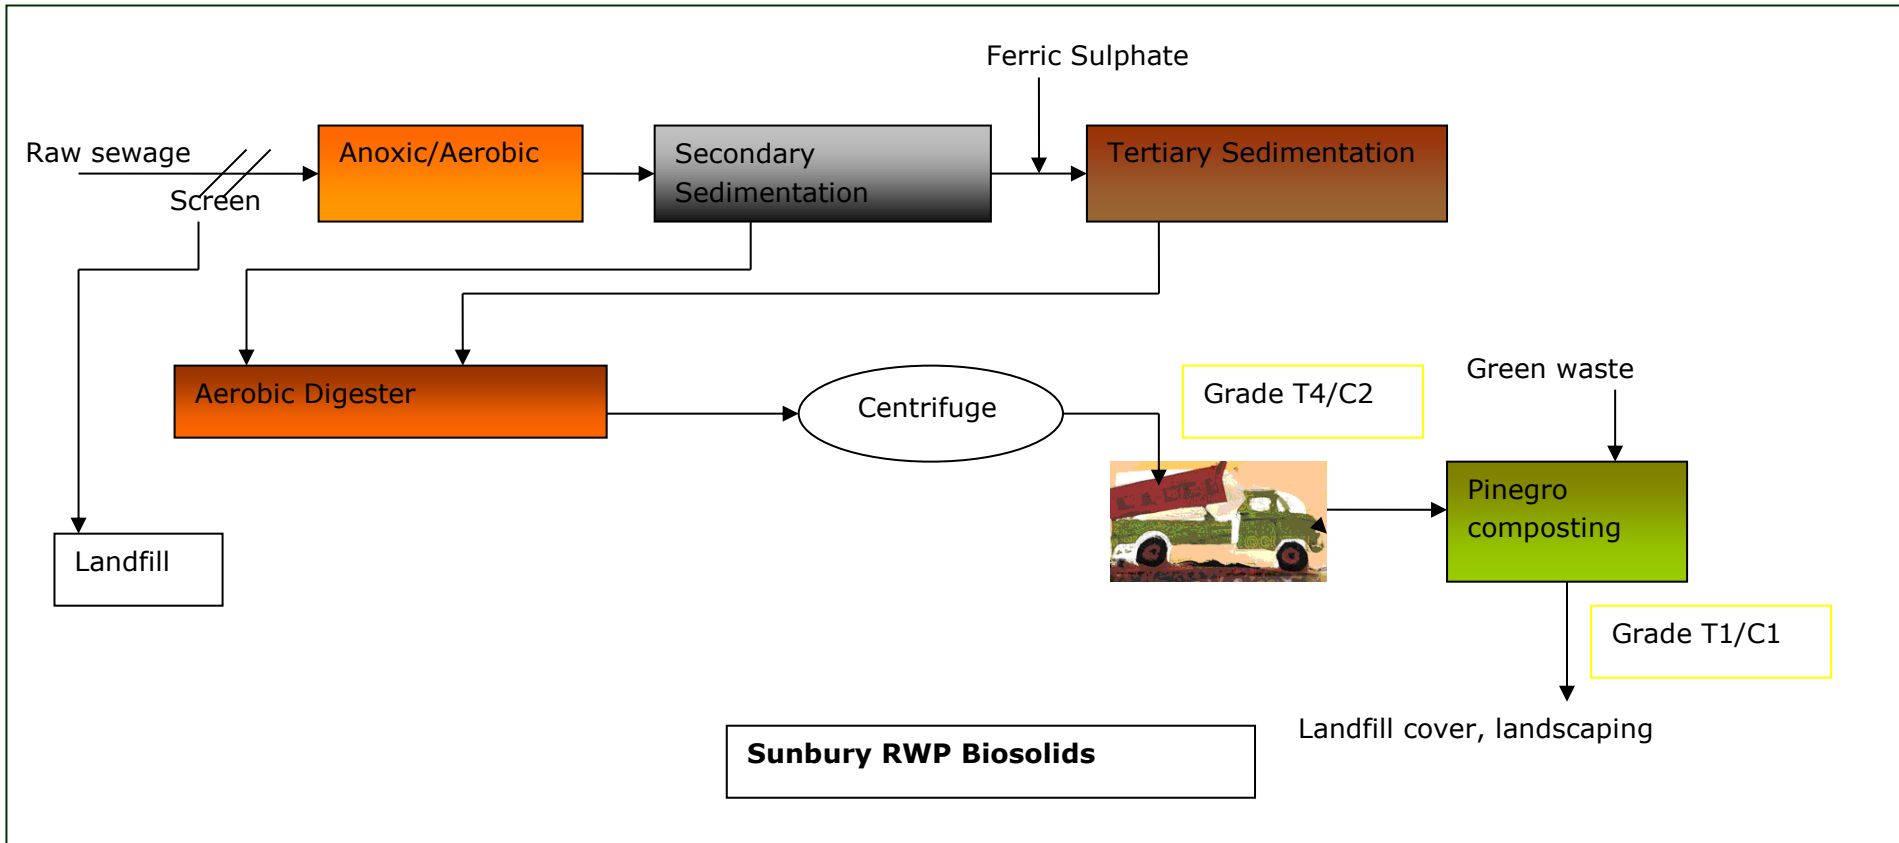 Ferric Sulphate
Raw sewage
Screen
Anoxic/Aerobic
Secondary
Sedimentation
Tertiary Sedimentation
Aerobic Digester
Centrifuge
Grade T4/C2
Green waste
Pinegro
composting
Landfill
Grade T1/C1
Landfill cover, landscaping
Sunbury RWP Biosolids